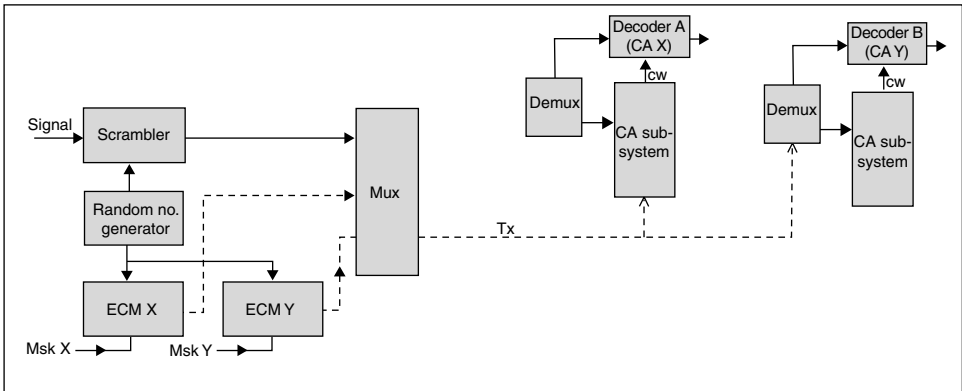 Signal
Scrambler
Random no.
generator
ECM X
ECM Y
Msk X
Msk Y
Mux
Tx
Demux
Decoder A
(CA X)
cw
CA sub-
system
Demux
Decoder B
(CA Y)
cw
CA sub-
system